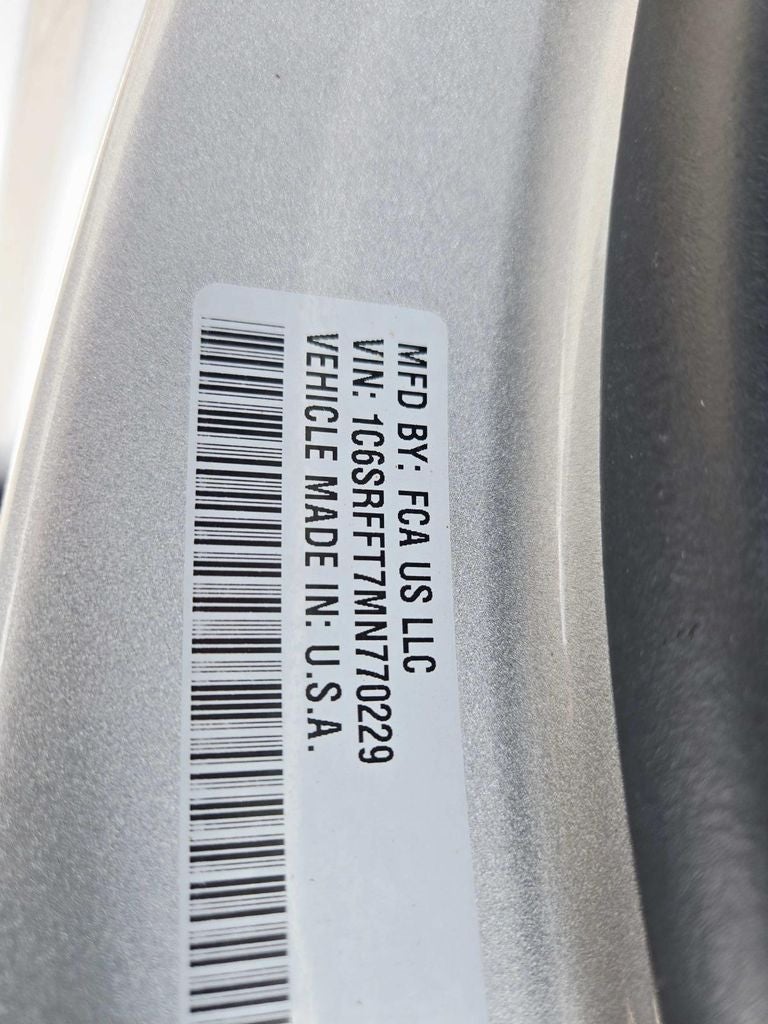 MFD BY: FCA US LLC
VIN: 1C6SRFFT7MN770229
VEHICLE MADE IN: U.S.A.